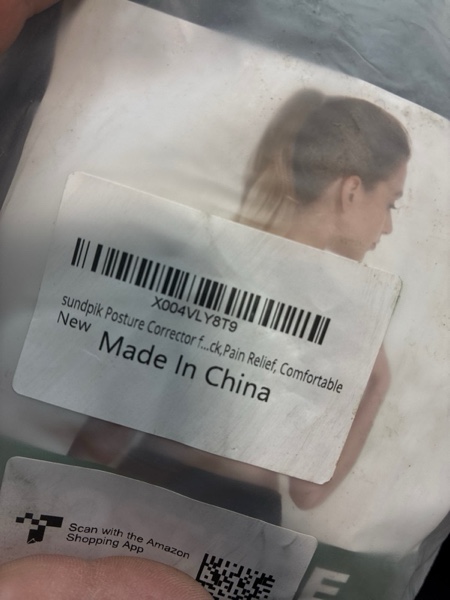 X004VLY8T9
sundpik Posture Corrector f...ck,Pain Relief, Comfortable
New
Made In China
Scan with the Amazon
Shopping App
E